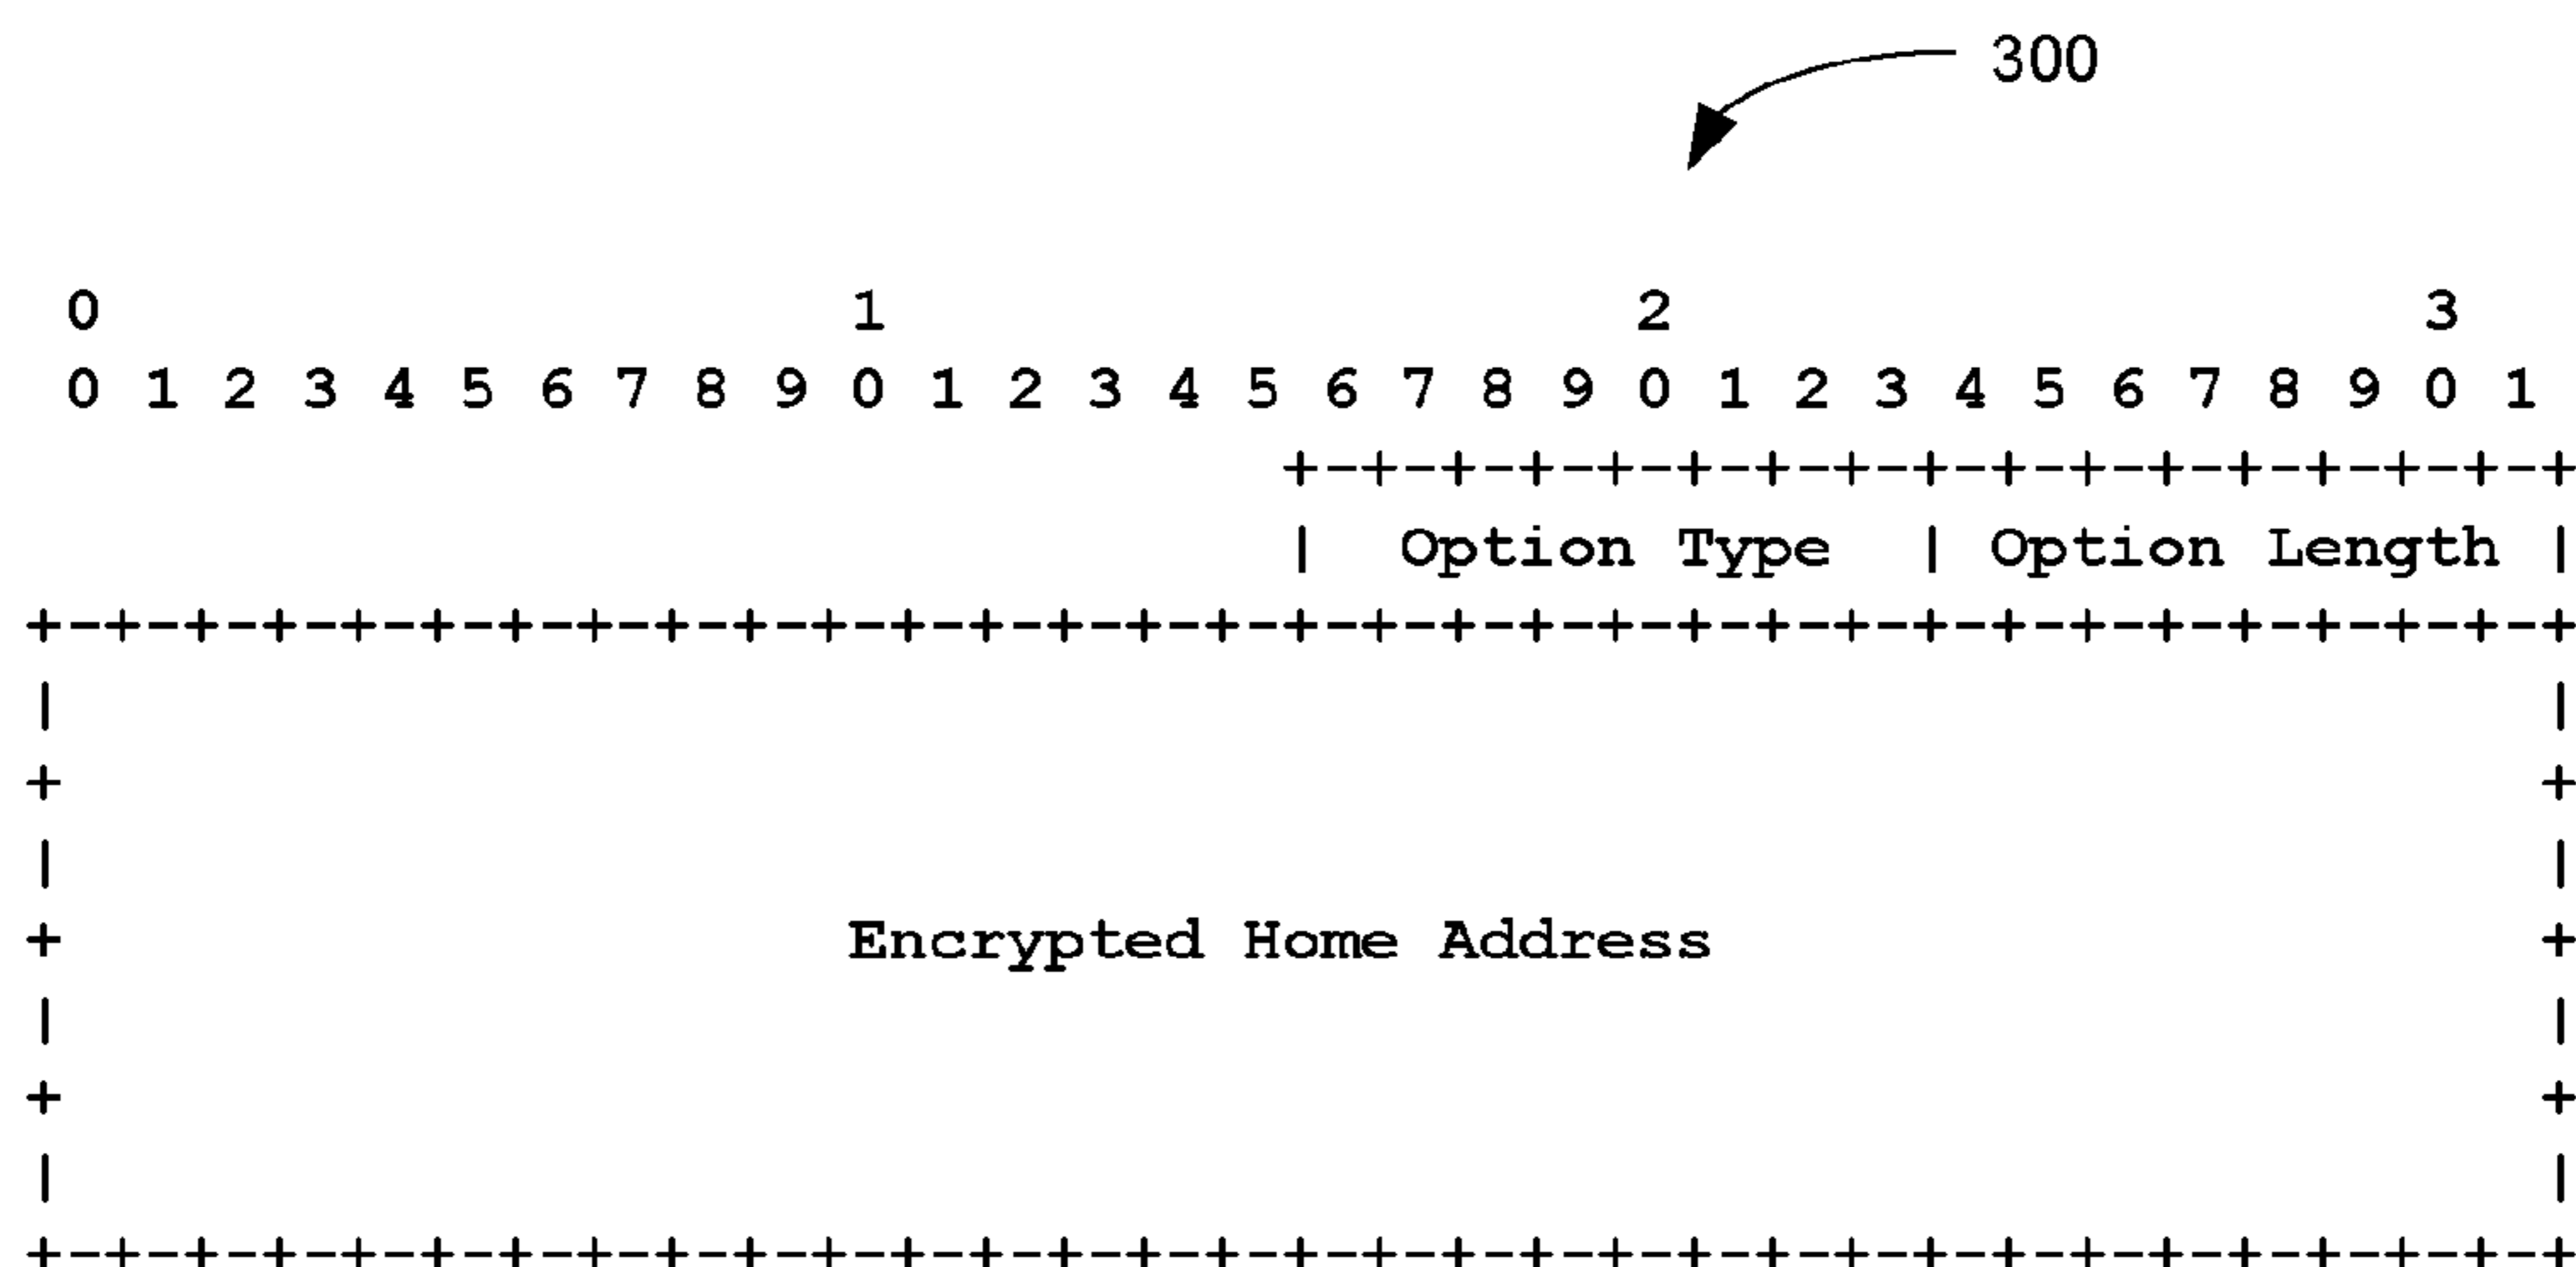 300
0                   1                   2                   3
0 1 2 3 4 5 6 7 8 9 0 1 2 3 4 5 6 7 8 9 0 1 2 3 4 5 6 7 8 9 0 1
+-+-+-+-+-+-+-+-+-+-+-+-+-+-+-+-+
|  Option Type  | Option Length |
+-+-+-+-+-+-+-+-+-+-+-+-+-+-+-+-+-+-+-+-+-+-+-+-+-+-+-+-+-+-+-+-+
|                                                               |
+                                                               +
|                                                               |
+                    Encrypted Home Address                     +
|                                                               |
+                                                               +
|                                                               |
+-+-+-+-+-+-+-+-+-+-+-+-+-+-+-+-+-+-+-+-+-+-+-+-+-+-+-+-+-+-+-+-+